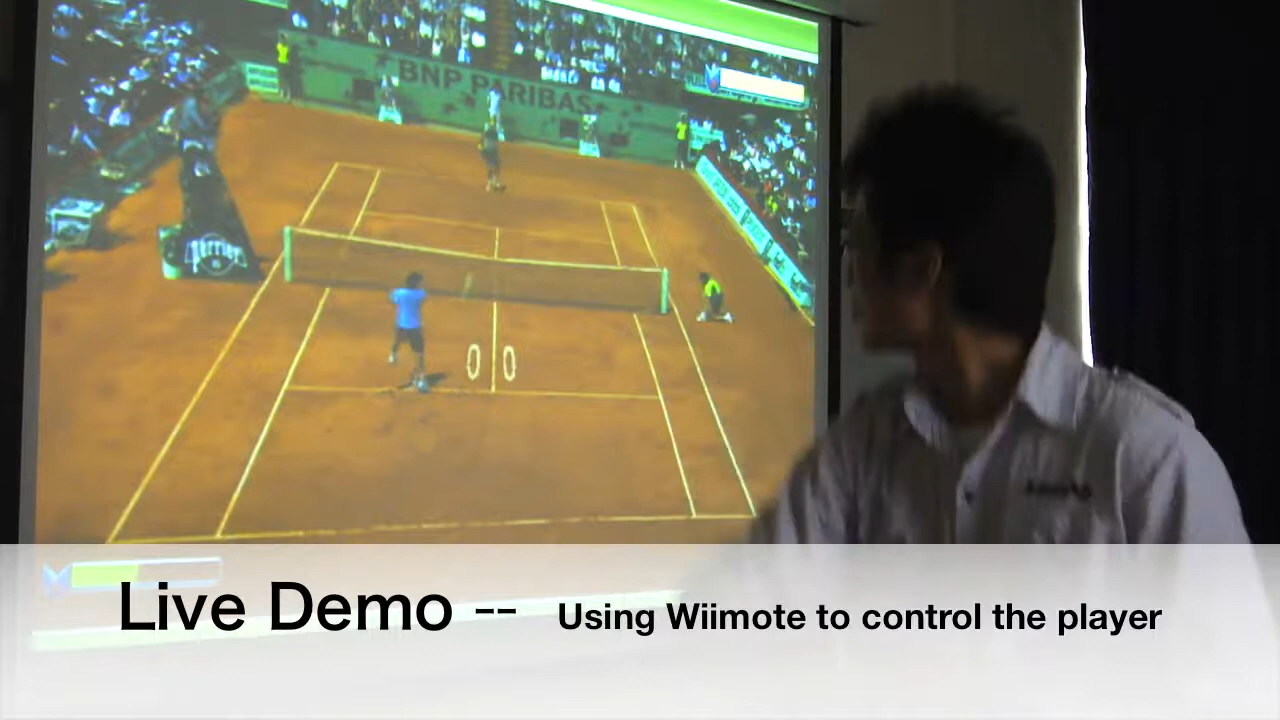 BNP PARIBAS
Perrier
0 0
Live Demo -- Using Wiimote to control the player